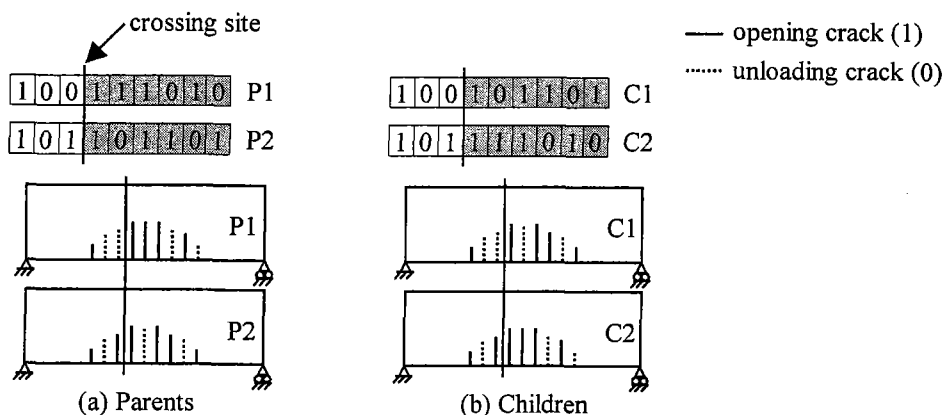 crossing site
opening crack (1)
unloading crack (0)
1 0 0 1 1 1 0 1 0 P1
1 0 1 1 0 1 1 0 1 P2
1 0 0 1 0 1 1 0 1 C1
1 0 1 1 1 1 0 1 0 C2
P1
P2
C1
C2
(a) Parents
(b) Children